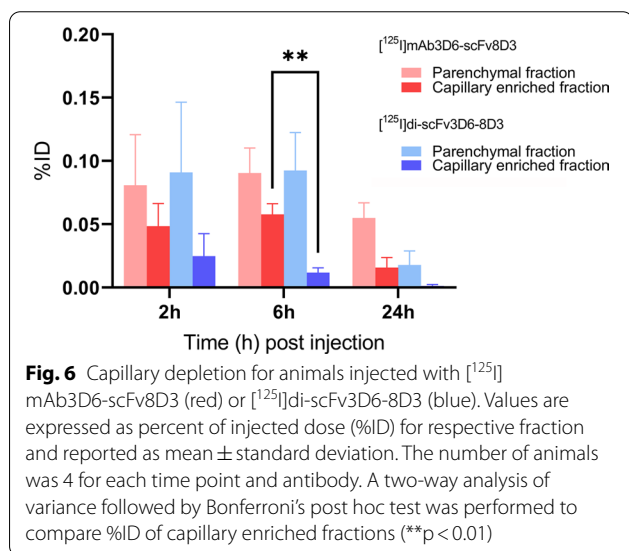 0.20
0.15
0.10
0.05
0.00
%ID
**
2h
6h
24h
Time (h) post injection
[¹²⁵I]mAb3D6-scFv8D3
Parenchymal fraction
Capillary enriched fraction
[¹²⁵I]di-scFv3D6-8D3
Parenchymal fraction
Capillary enriched fraction
Fig. 6 Capillary depletion for animals injected with [¹²⁵I]
mAb3D6-scFv8D3 (red) or [¹²⁵I]di-scFv3D6-8D3 (blue). Values are
expressed as percent of injected dose (%ID) for respective fraction
and reported as mean ± standard deviation. The number of animals
was 4 for each time point and antibody. A two-way analysis of
variance followed by Bonferroni’s post hoc test was performed to
compare %ID of capillary enriched fractions (**p < 0.01)